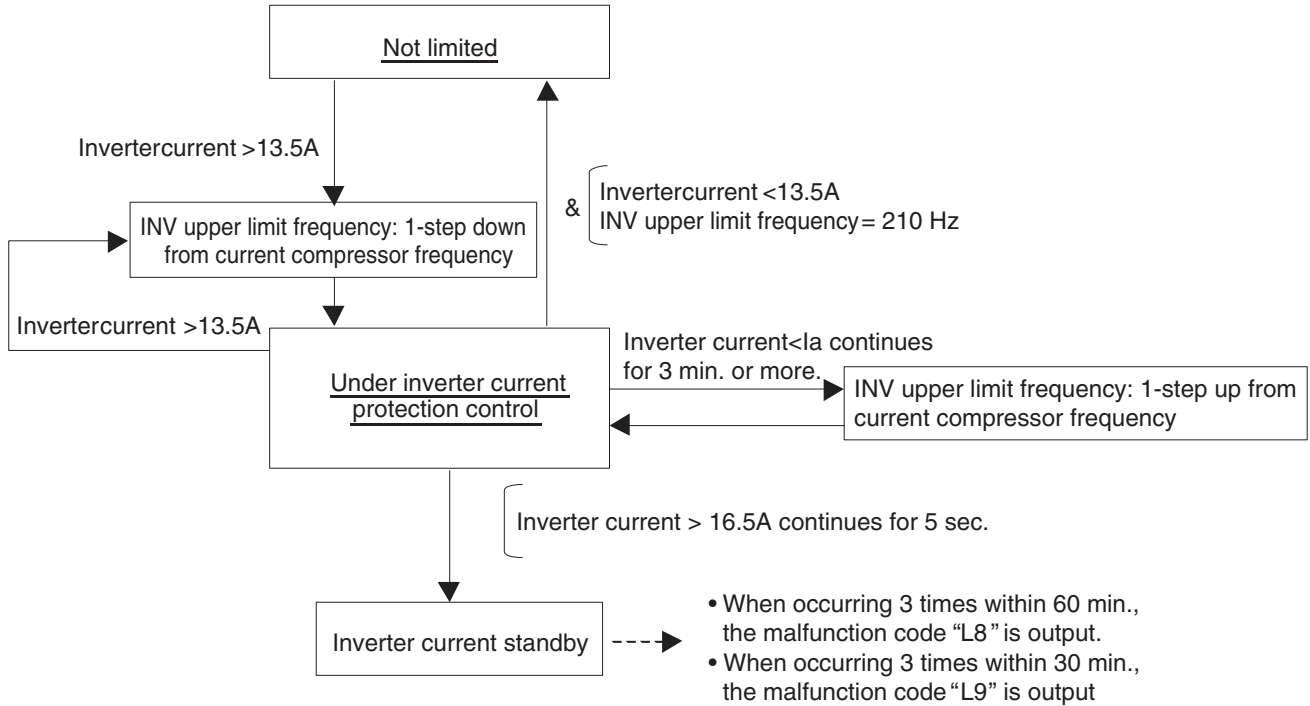 Not limited
Invertercurrent >13.5A
&
Invertercurrent <13.5A
INV upper limit frequency= 210 Hz
INV upper limit frequency: 1-step down
from current compressor frequency
Invertercurrent >13.5A
Under inverter current
protection control
Inverter current<Ia continues
for 3 min. or more.
INV upper limit frequency: 1-step up from
current compressor frequency
Inverter current > 16.5A continues for 5 sec.
Inverter current standby
• When occurring 3 times within 60 min.,
the malfunction code “L8” is output.
• When occurring 3 times within 30 min.,
the malfunction code “L9” is output